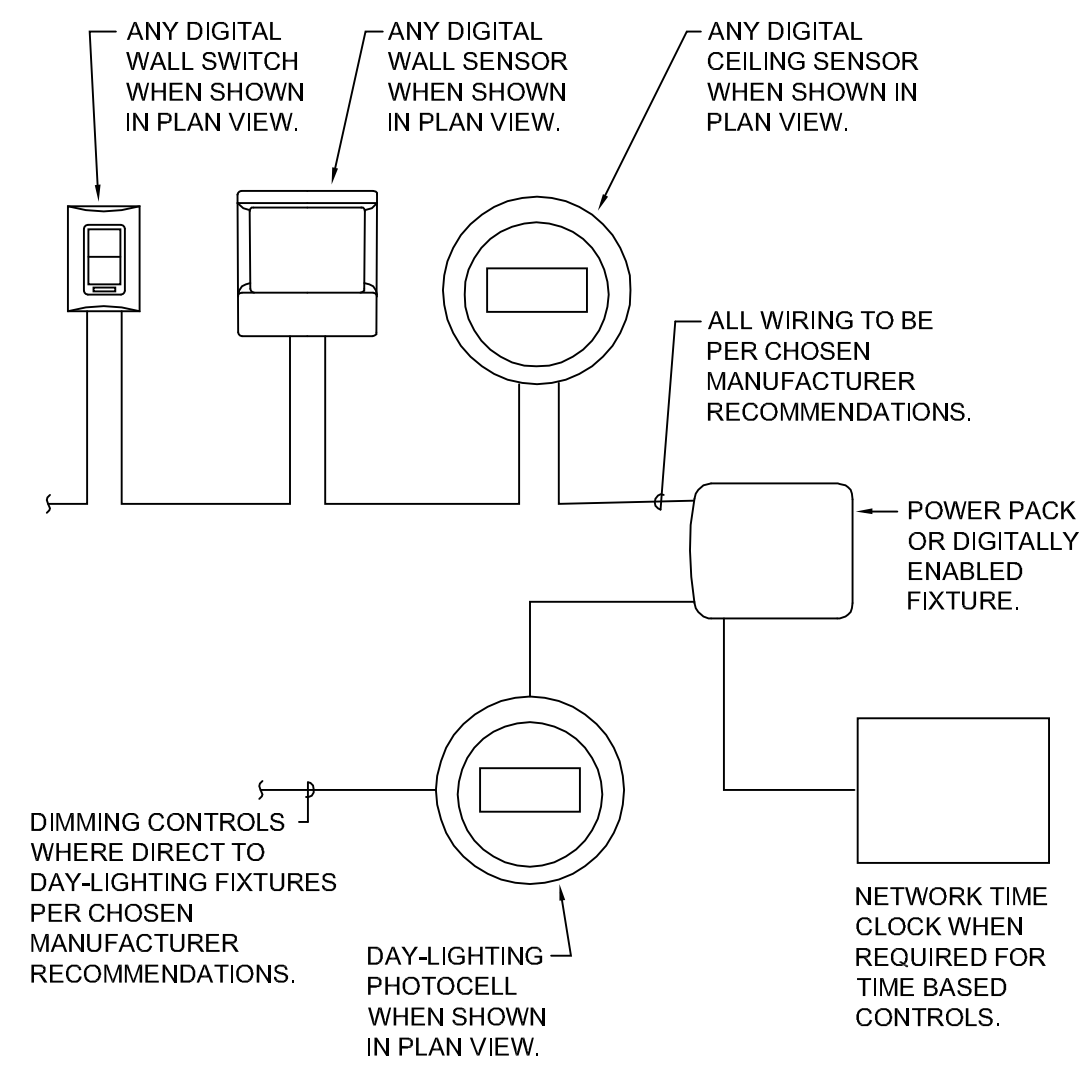 ANY DIGITAL
WALL SWITCH
WHEN SHOWN
IN PLAN VIEW.
ANY DIGITAL
WALL SENSOR
WHEN SHOWN
IN PLAN VIEW.
ANY DIGITAL
CEILING SENSOR
WHEN SHOWN IN
PLAN VIEW.
ALL WIRING TO BE
PER CHOSEN
MANUFACTURER
RECOMMENDATIONS.
POWER PACK
OR DIGITALLY
ENABLED
FIXTURE.
DIMMING CONTROLS
WHERE DIRECT TO
DAY-LIGHTING FIXTURES
PER CHOSEN
MANUFACTURER
RECOMMENDATIONS.
DAY-LIGHTING
PHOTOCELL
WHEN SHOWN
IN PLAN VIEW.
NETWORK TIME
CLOCK WHEN
REQUIRED FOR
TIME BASED
CONTROLS.